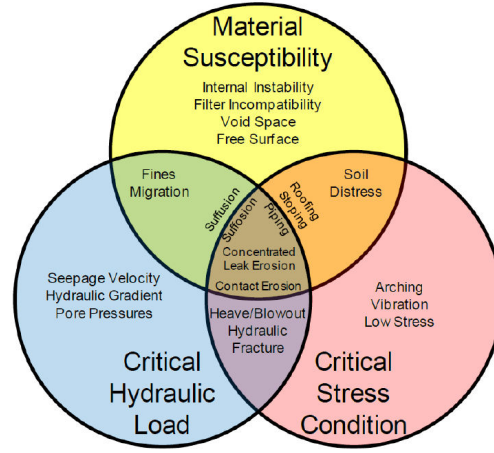 Material
Susceptibility
Internal Instability
Filter Incompatibility
Void Space
Free Surface
Fines
Migration
Suffusion
Suffosion
Piping
Roofing
Stoping
Soil
Distress
Concentrated
Leak Erosion
Contact Erosion
Seepage Velocity
Hydraulic Gradient
Pore Pressures
Heave/Blowout
Hydraulic
Fracture
Arching
Vibration
Low Stress
Critical
Hydraulic
Load
Critical
Stress
Condition